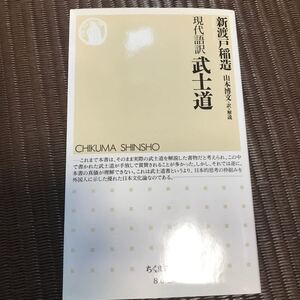 新渡戸稲造
山本博文 訳・解説
現代語訳 武士道
CHIKUMA SHINSHO
―これまで本書は、そのまま実際の武士道を解説した書物だと考えられ、この中
で書かれた武士道が手放しで賞賛されることが多かった。しかし、それでは逆に、
本書の真価が理解できない。これは武士道書というより、日本的思考の枠組みを
外国人に示した優れた日本文化論なのである。
ちくま